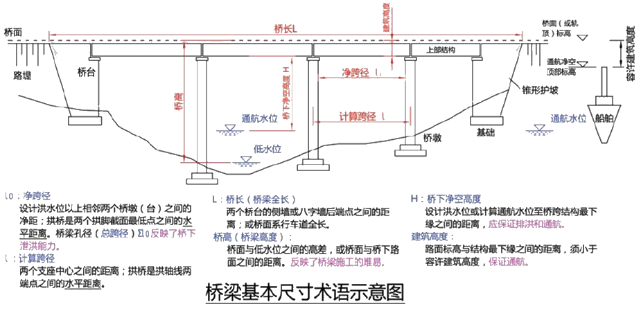 桥面
桥长L
建筑高度
桥面（或轨
顶）标高
容许建筑高度
上部结构
路堤
桥台
通航净空
顶部标高
桥高
桥下净空高度 H
净跨径 l₀
锥形护坡
通航水位
计算跨径 l
低水位
桥墩
基础
通航水位
船舶
l0：净跨径
设计洪水位以上相邻两个桥墩（台）之间的
净距；拱桥是两个拱脚截面最低点之间的水
平距离。桥梁孔径（总跨径）Σl0反映了桥下
泄洪能力。
l：计算跨径
两个支座中心之间的距离；拱桥是拱轴线两
端点之间的水平距离。
L：桥长（桥梁全长）
两个桥台的侧墙或八字墙后端点之间的距
离；或桥面系行车道全长。
桥高（桥梁高度）：
桥面与低水位之间的高差，或桥面与桥下路
面之间的距离。反映了桥梁施工的难易。
H：桥下净空高度
设计洪水位或计算通航水位至桥跨结构最下
缘之间的距离，应保证排洪和通航。
建筑高度：
路面标高与结构最下缘之间的距离，须小于
容许建筑高度，保证通航。
桥梁基本尺寸术语示意图